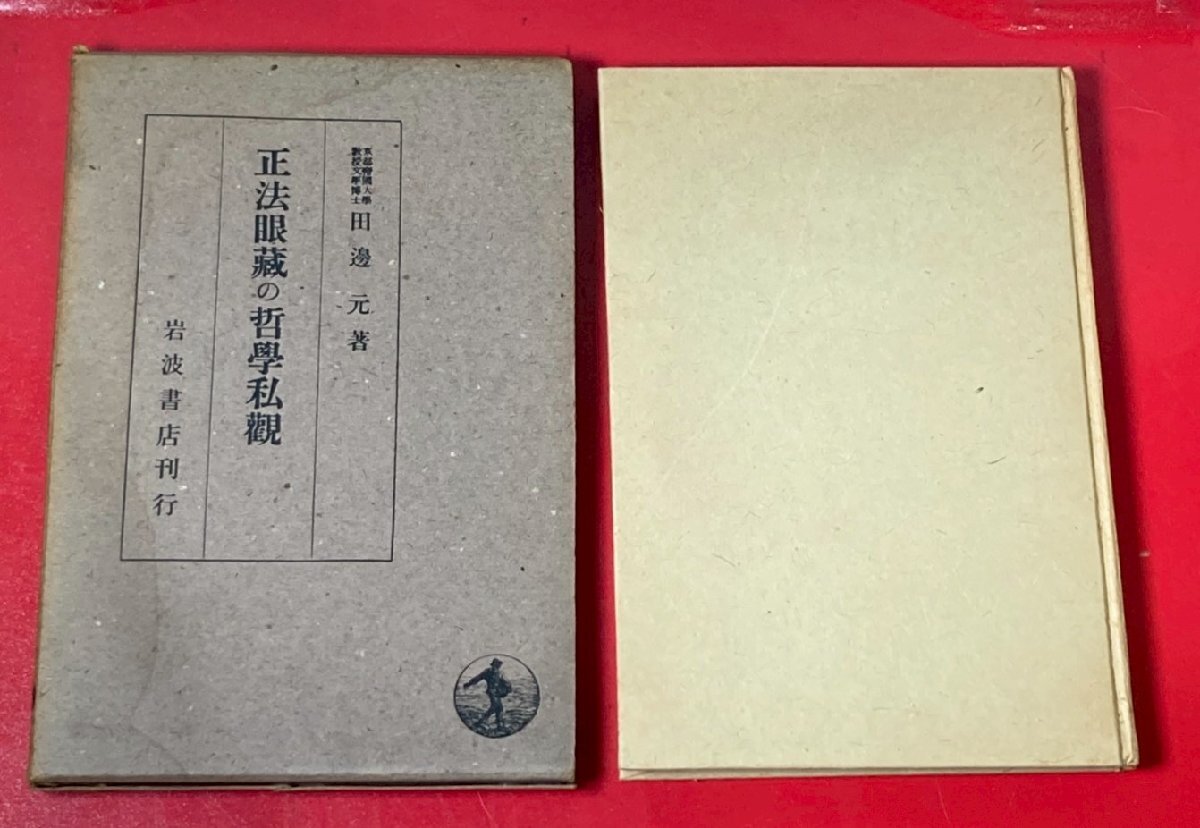 京都帝國大學
教授文學博士
田邊元著
正法眼藏の哲學私觀
岩波書店刊行